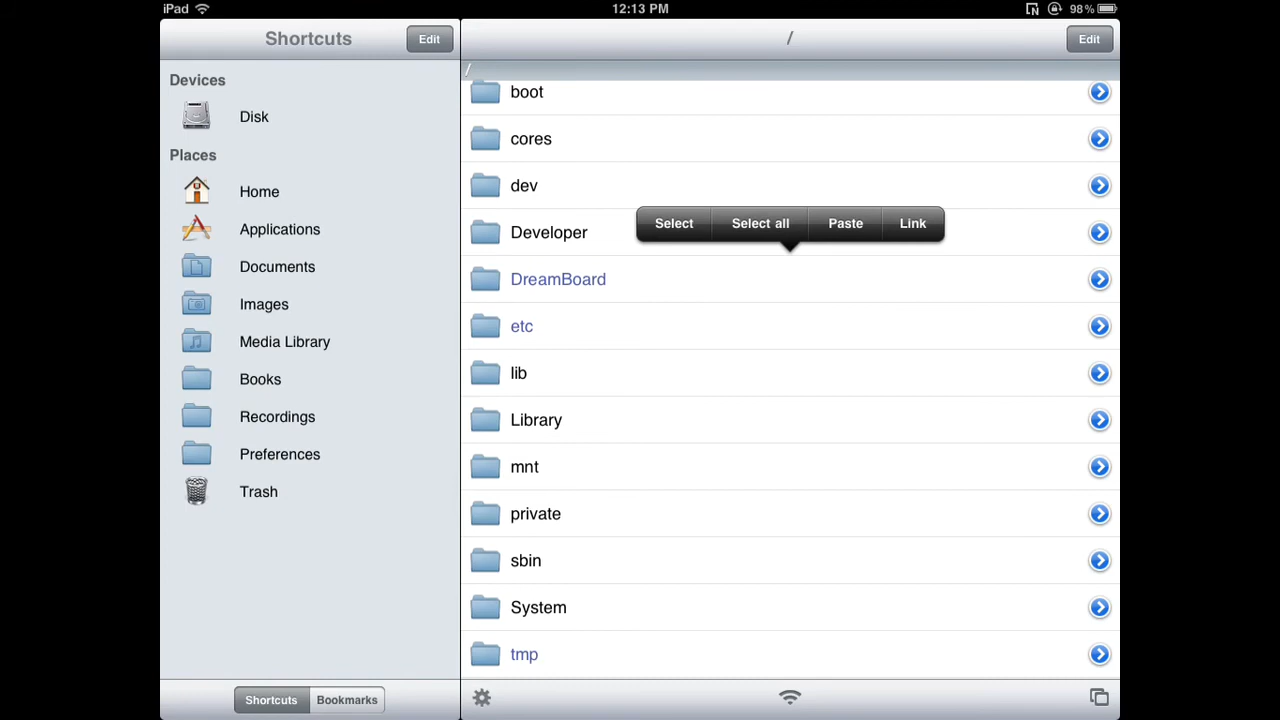 iPad 12:13 PM 98%
Shortcuts Edit / Edit
Devices
Disk
Places
Home
Applications
Documents
Images
Media Library
Books
Recordings
Preferences
Trash
Shortcuts Bookmarks
/
boot
cores
dev
Select Select all Paste Link
Developer
DreamBoard
etc
lib
Library
mnt
private
sbin
System
tmp